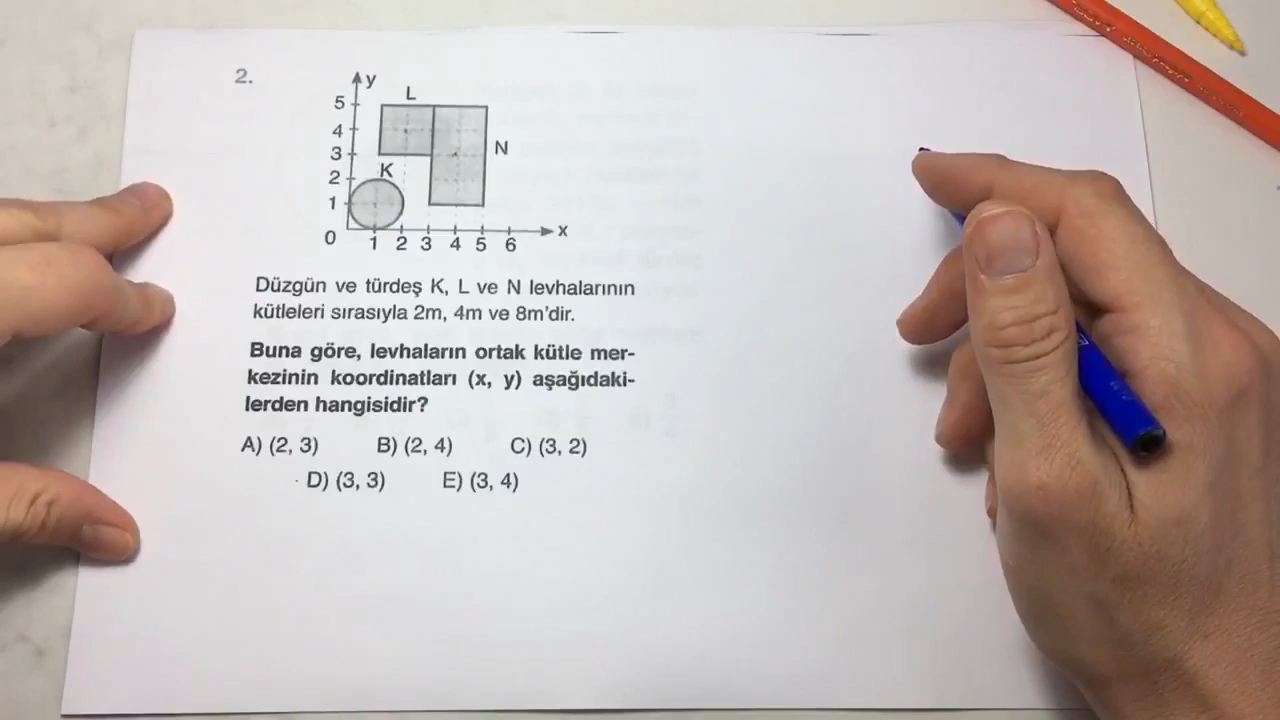 2.
y
L
5
4
N
3
K
2
1
0
1 2 3 4 5 6
x
Düzgün ve türdeş K, L ve N levhalarının
kütleleri sırasıyla 2m, 4m ve 8m'dir.
Buna göre, levhaların ortak kütle mer-
kezinin koordinatları (x, y) aşağıdaki-
lerden hangisidir?
A) (2, 3) B) (2, 4) C) (3, 2)
D) (3, 3) E) (3, 4)